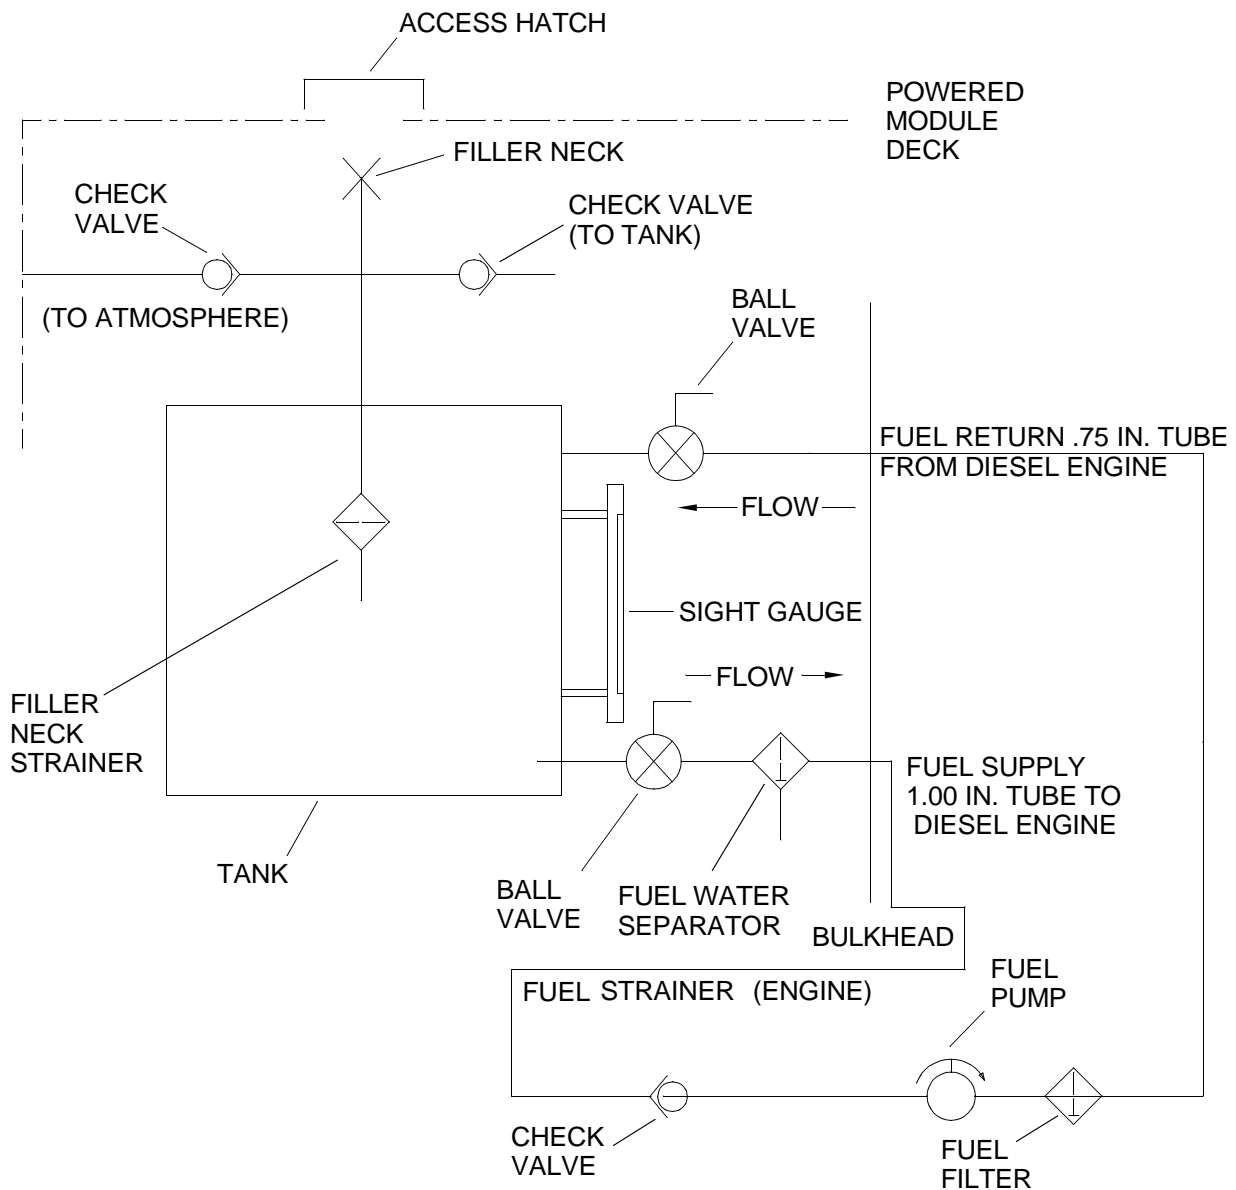 ACCESS HATCH
POWERED
MODULE
DECK
FILLER NECK
CHECK
VALVE
CHECK VALVE
(TO TANK)
(TO ATMOSPHERE)
BALL
VALVE
FUEL RETURN .75 IN. TUBE
FROM DIESEL ENGINE
FLOW
SIGHT GAUGE
FLOW
FILLER
NECK
STRAINER
FUEL SUPPLY
1.00 IN. TUBE TO
DIESEL ENGINE
TANK
BALL
VALVE
FUEL WATER
SEPARATOR
BULKHEAD
FUEL STRAINER (ENGINE)
FUEL
PUMP
CHECK
VALVE
FUEL
FILTER